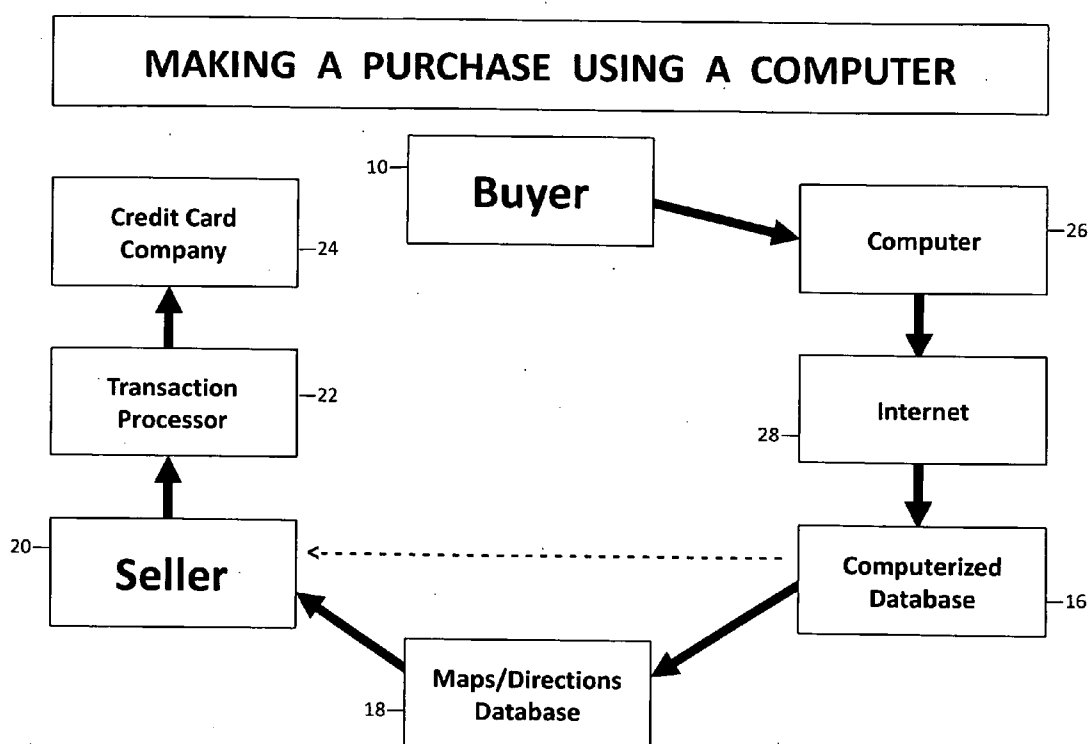 MAKING A PURCHASE USING A COMPUTER
10
Buyer
Credit Card
Company
24
Computer
26
Transaction
Processor
22
Internet
28
20
Seller
Computerized
Database
16
Maps/Directions
Database
18